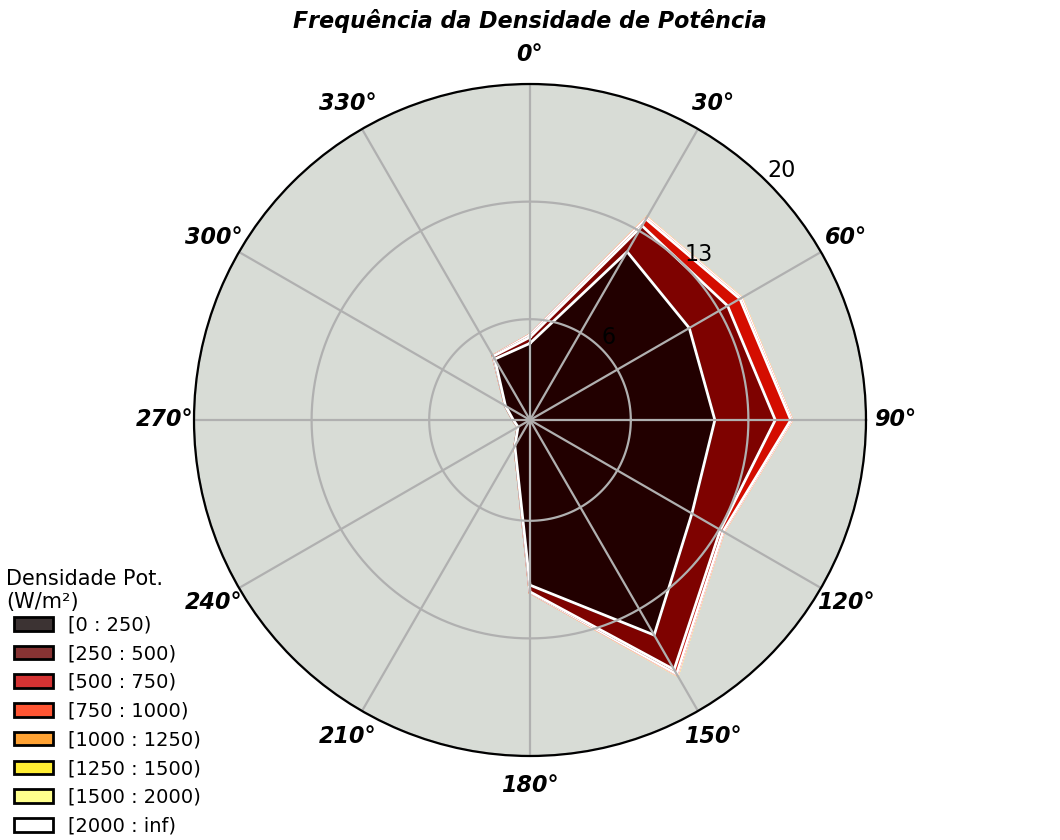 Frequência da Densidade de Potência
0°
330°
30°
20
300°
60°
13
6
270°
90°
240°
120°
210°
150°
180°
Densidade Pot.
(W/m²)
[0 : 250)
[250 : 500)
[500 : 750)
[750 : 1000)
[1000 : 1250)
[1250 : 1500)
[1500 : 2000)
[2000 : inf)